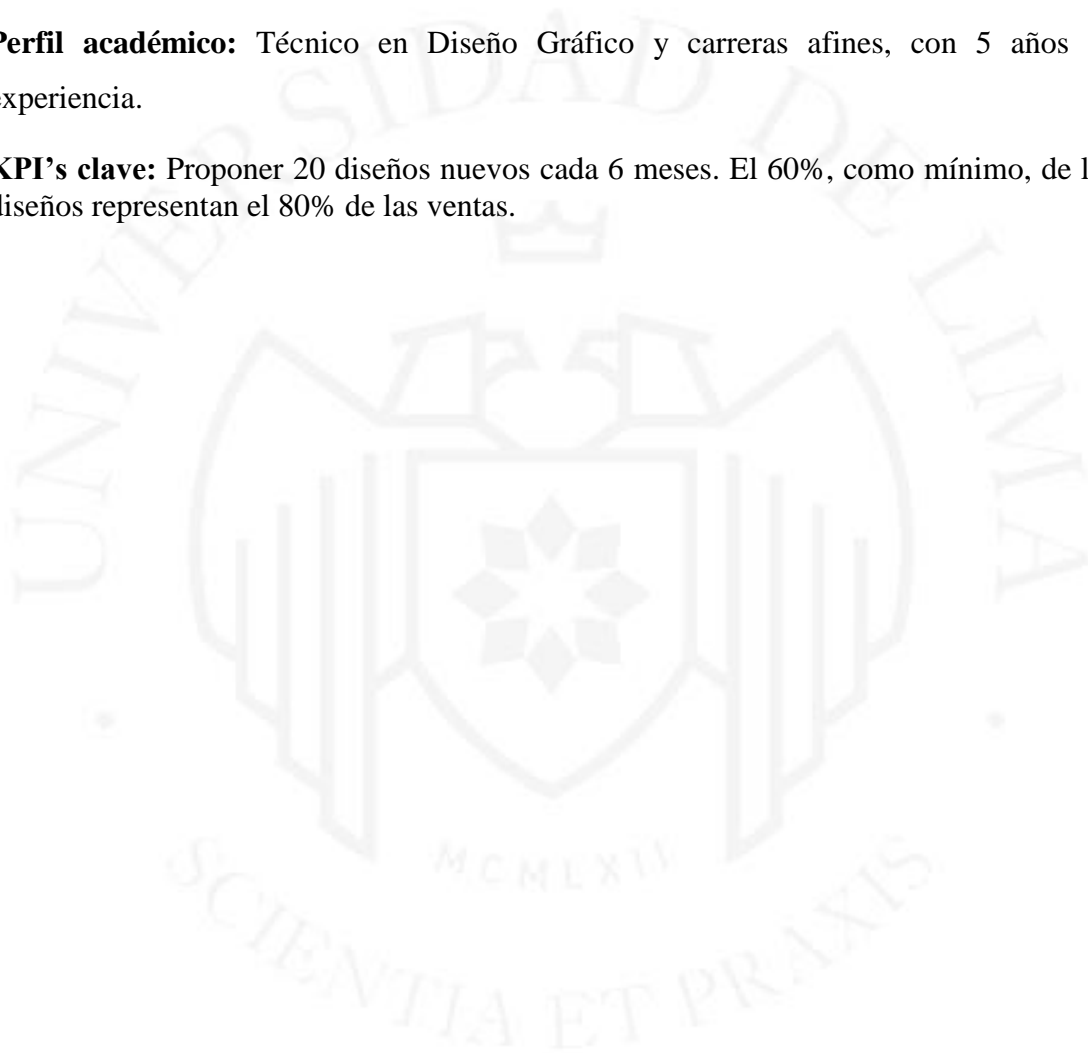 Perfil académico: Técnico en Diseño Gráfico y carreras afines, con 5 años
experiencia.
KPI’s clave: Proponer 20 diseños nuevos cada 6 meses. El 60%, como mínimo, de l
diseños representan el 80% de las ventas.
UNIVERSIDAD DE LIMA
MCMLXII
SCIENTIA ET PRAXIS